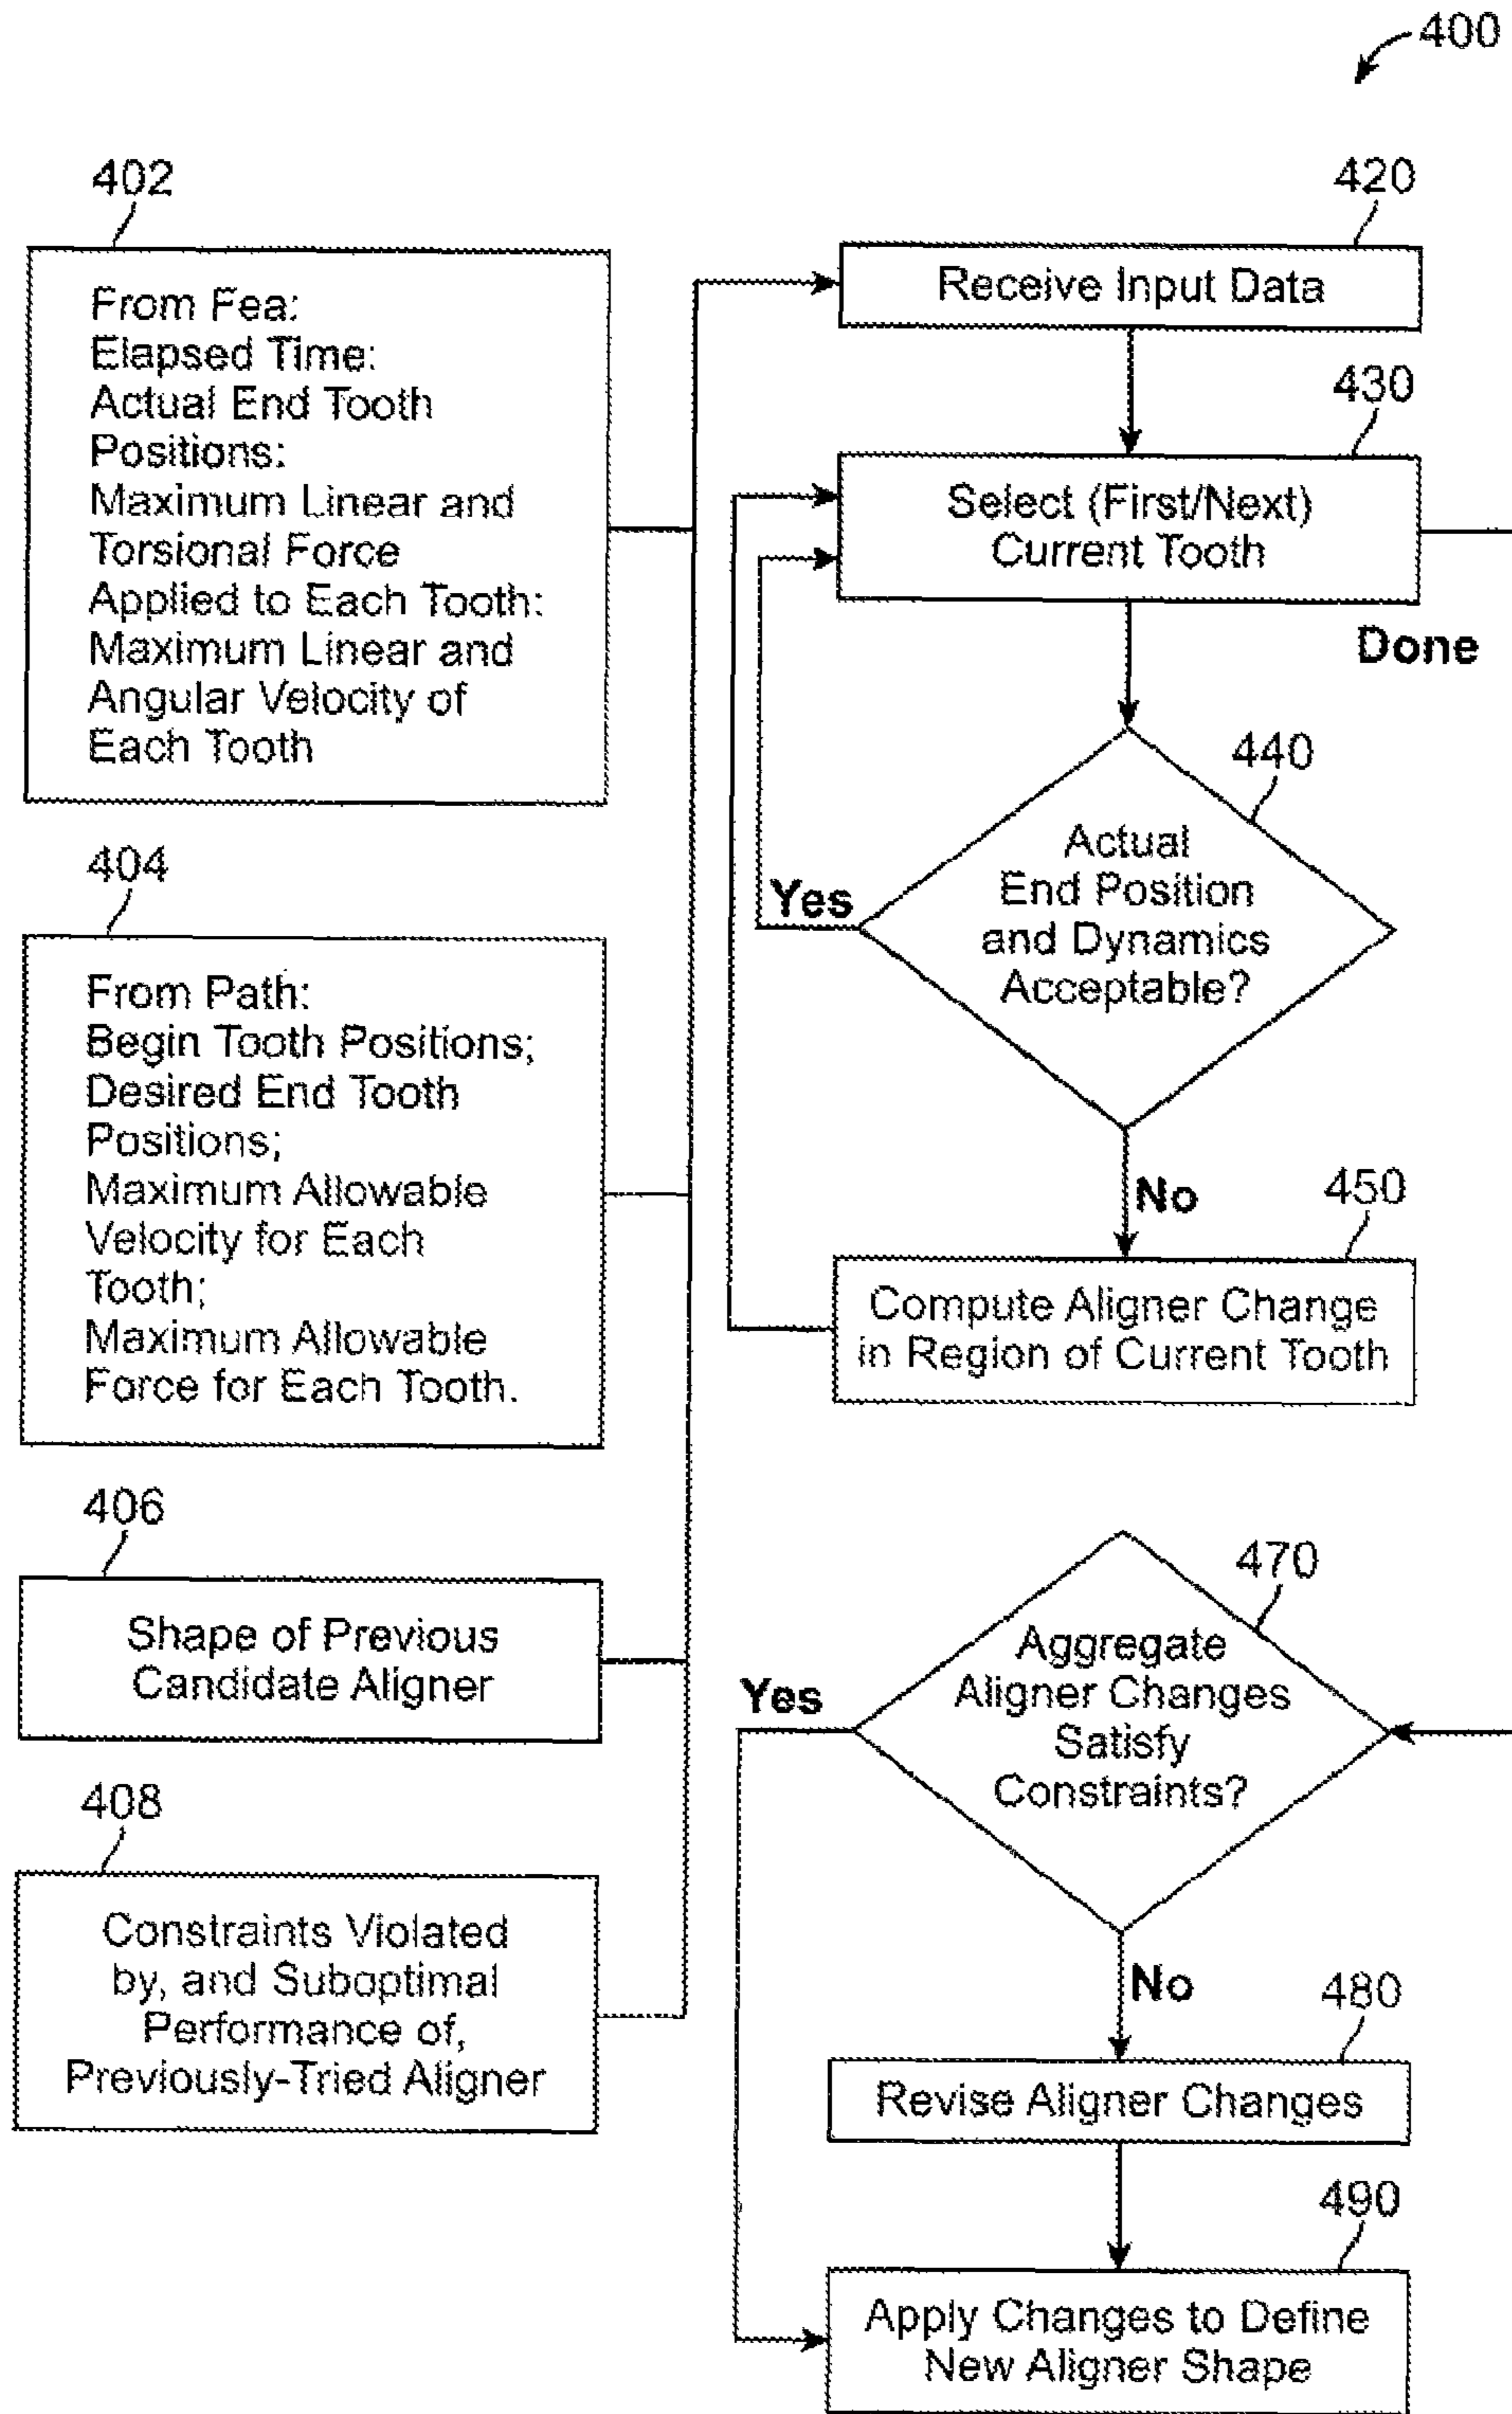 400
402
From Fea:
Elapsed Time:
Actual End Tooth
Positions:
Maximum Linear and
Torsional Force
Applied to Each Tooth:
Maximum Linear and
Angular Velocity of
Each Tooth
404
From Path:
Begin Tooth Positions;
Desired End Tooth
Positions;
Maximum Allowable
Velocity for Each
Tooth;
Maximum Allowable
Force for Each Tooth.
406
Shape of Previous
Candidate Aligner
408
Constraints Violated
by, and Suboptimal
Performance of,
Previously-Tried Aligner
420
Receive Input Data
430
Select (First/Next)
Current Tooth
Done
440
Actual
End Position
and Dynamics
Acceptable?
Yes
No
450
Compute Aligner Change
in Region of Current Tooth
470
Aggregate
Aligner Changes
Satisfy
Constraints?
Yes
No
480
Revise Aligner Changes
490
Apply Changes to Define
New Aligner Shape